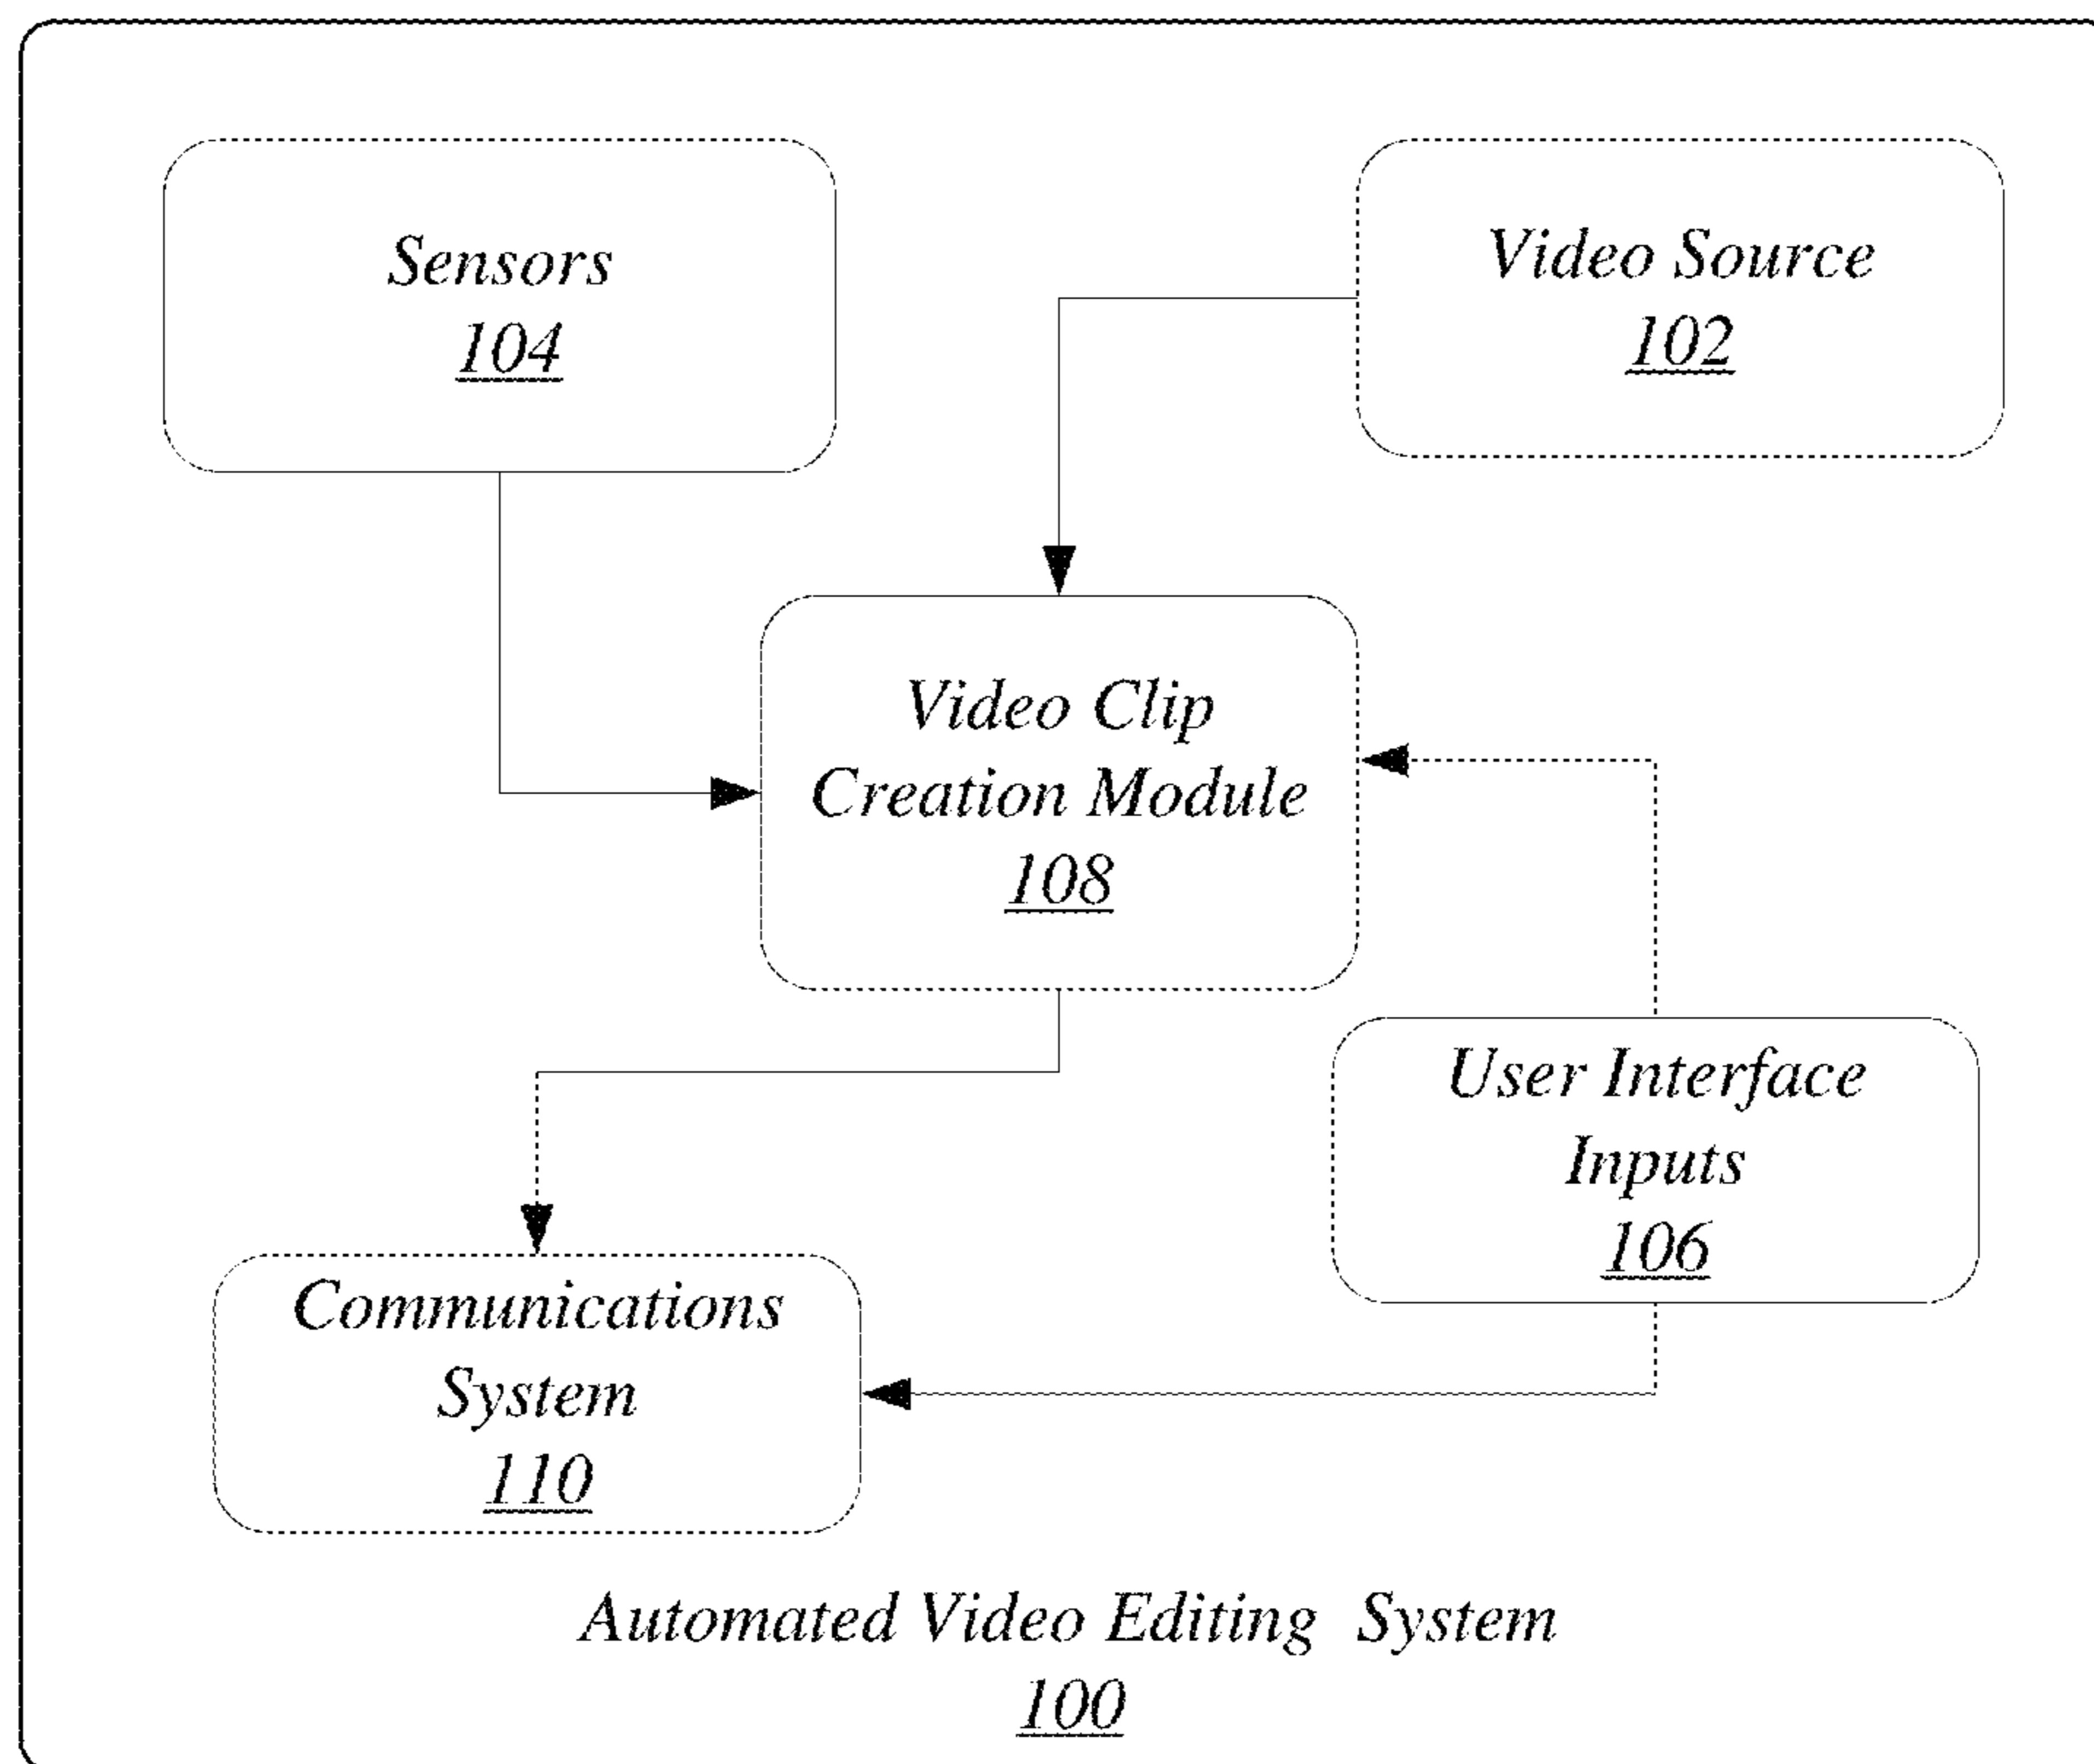 Sensors
104
Video Source
102
Video Clip
Creation Module
108
User Interface
Inputs
106
Communications
System
110
Automated Video Editing System
100